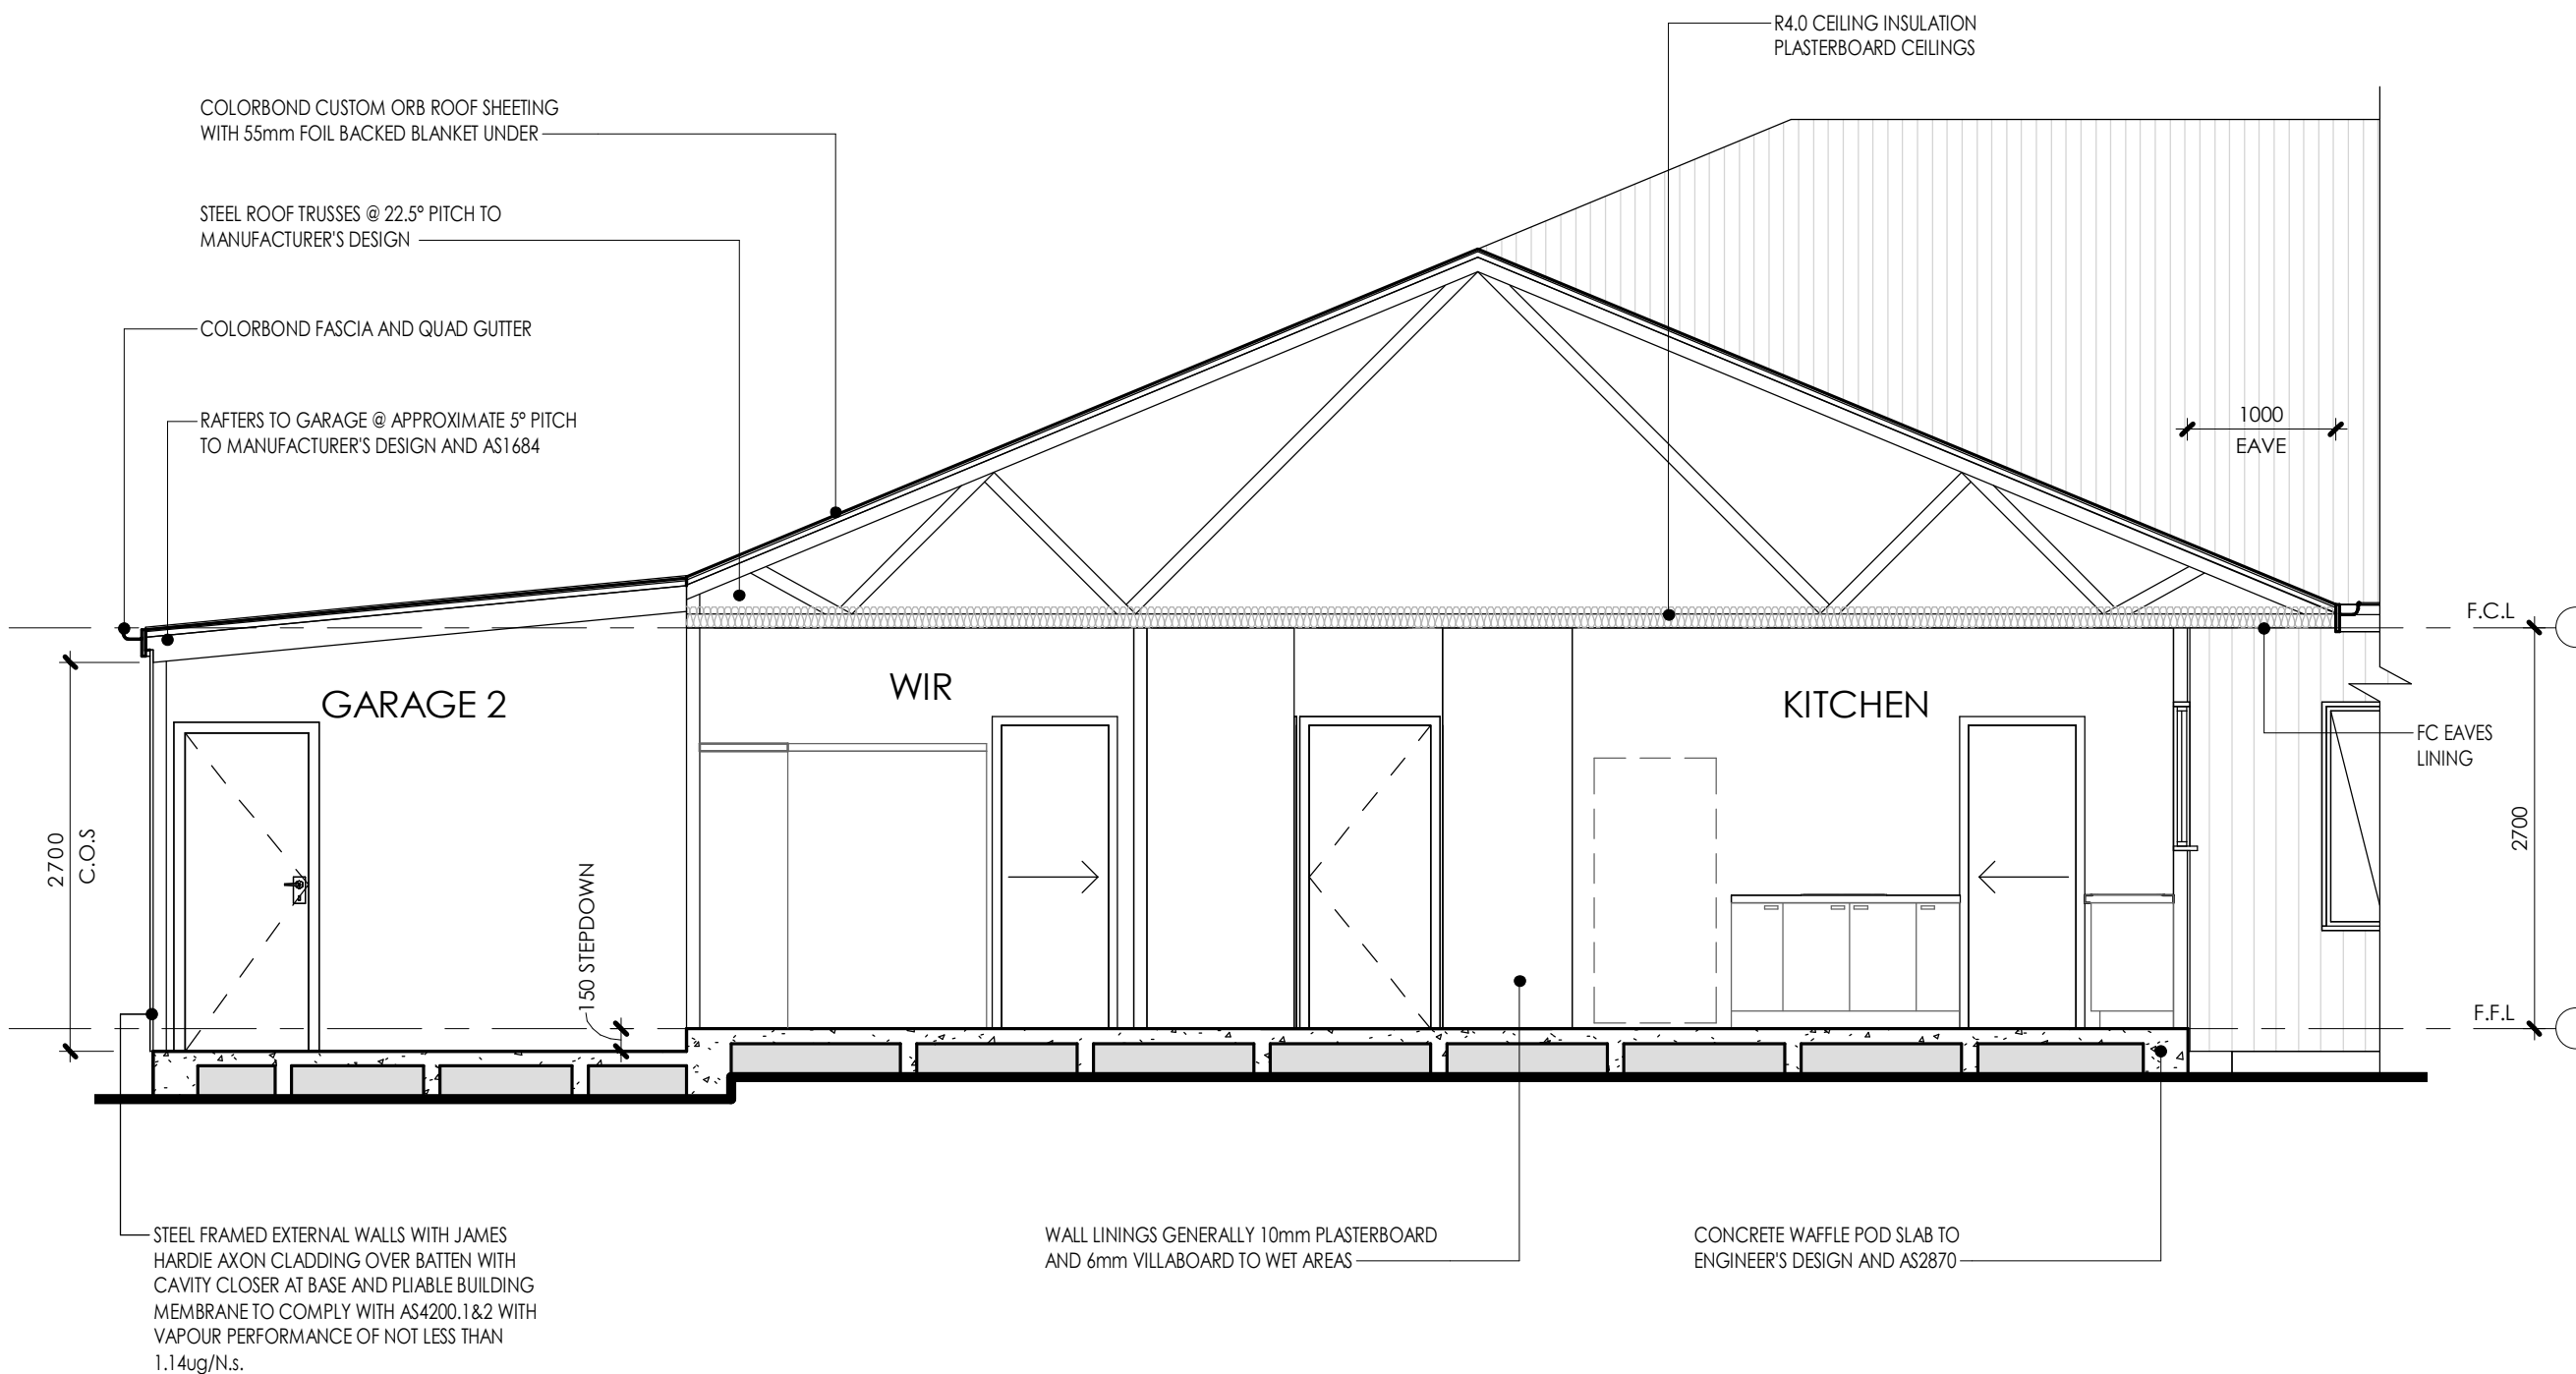 R4.0 CEILING INSULATION
PLASTERBOARD CEILINGS
COLORBOND CUSTOM ORB ROOF SHEETING
WITH 55mm FOIL BACKED BLANKET UNDER
STEEL ROOF TRUSSES @ 22.5° PITCH TO
MANUFACTURER'S DESIGN
COLORBOND FASCIA AND QUAD GUTTER
RAFTERS TO GARAGE @ APPROXIMATE 5° PITCH
TO MANUFACTURER'S DESIGN AND AS1684
1000
EAVE
F.C.L
GARAGE 2
WIR
KITCHEN
FC EAVES
LINING
2700
C.O.S
150 STEPDOWN
2700
F.F.L
STEEL FRAMED EXTERNAL WALLS WITH JAMES
HARDIE AXON CLADDING OVER BATTEN WITH
CAVITY CLOSER AT BASE AND PLIABLE BUILDING
MEMBRANE TO COMPLY WITH AS4200.1&2 WITH
VAPOUR PERFORMANCE OF NOT LESS THAN
1.14ug/N.s.
WALL LININGS GENERALLY 10mm PLASTERBOARD
AND 6mm VILLABOARD TO WET AREAS
CONCRETE WAFFLE POD SLAB TO
ENGINEER'S DESIGN AND AS2870